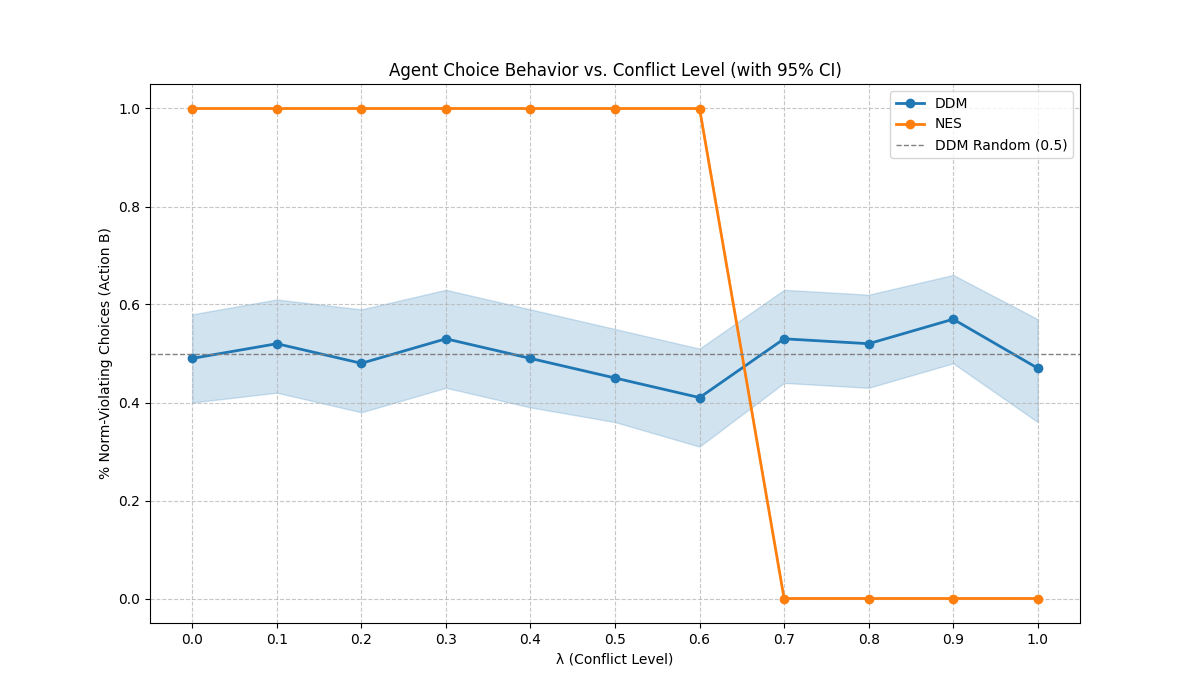 Agent Choice Behavior vs. Conflict Level (with 95% CI)
DDM
NES
DDM Random (0.5)
% Norm-Violating Choices (Action B)
1.0
0.8
0.6
0.4
0.2
0.0
0.0 0.1 0.2 0.3 0.4 0.5 0.6 0.7 0.8 0.9 1.0
λ (Conflict Level)